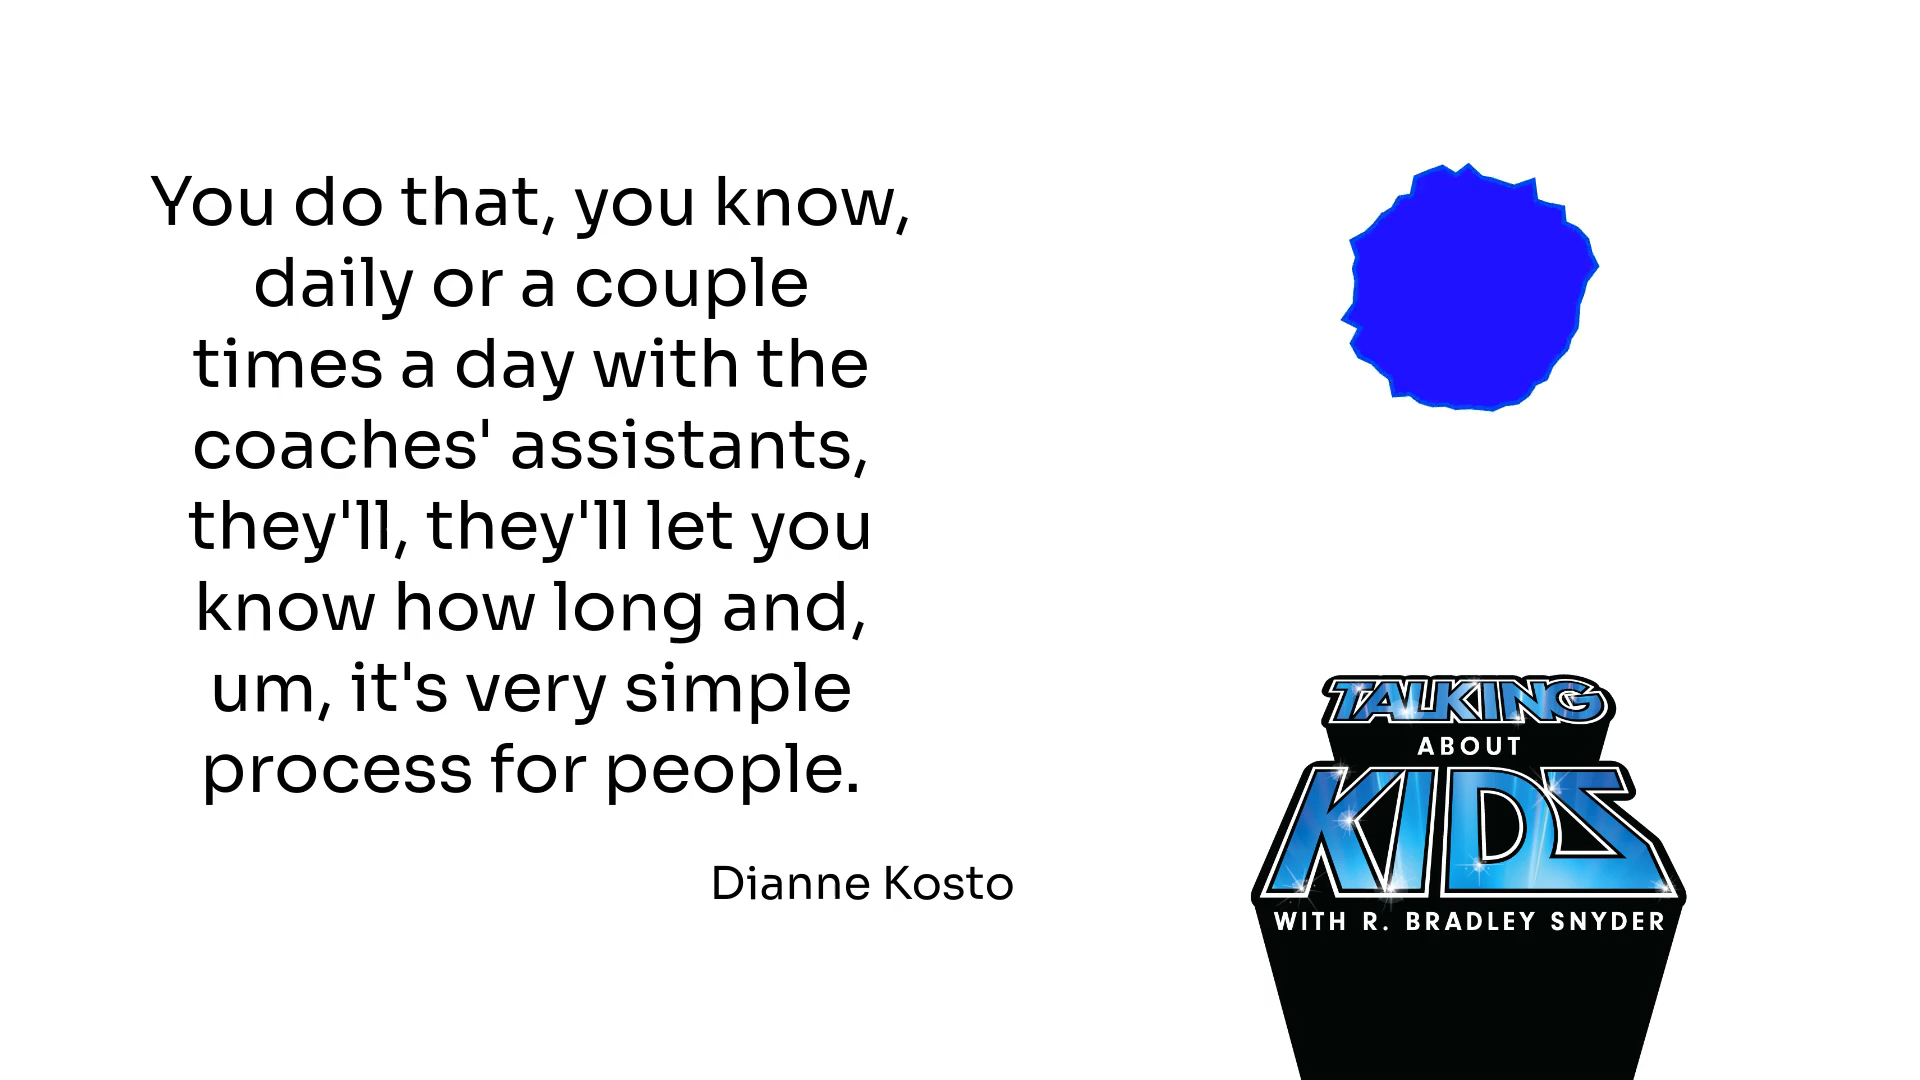 You do that, you know,
daily or a couple
times a day with the
coaches' assistants,
they'll, they'll let you
know how long and,
um, it's very simple
process for people.
Dianne Kosto
TALKING
ABOUT
KIDS
WITH R. BRADLEY SNYDER